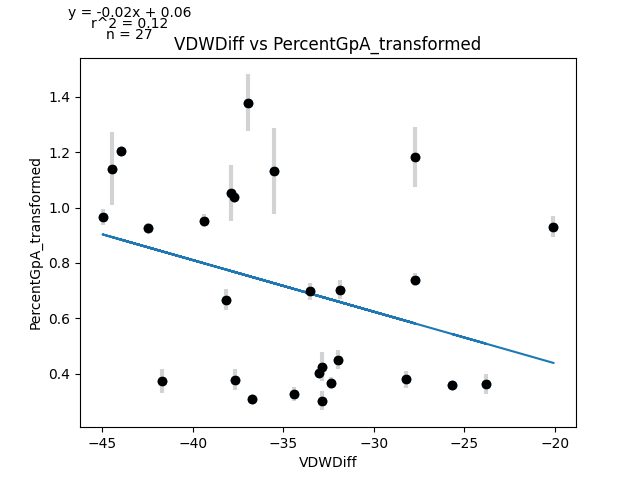 y = -0.02x + 0.06
r^2 = 0.12
n = 27
VDWDiff vs PercentGpA_transformed
PercentGpA_transformed
1.4
1.2
1.0
0.8
0.6
0.4
−45
−40
−35
−30
−25
−20
VDWDiff